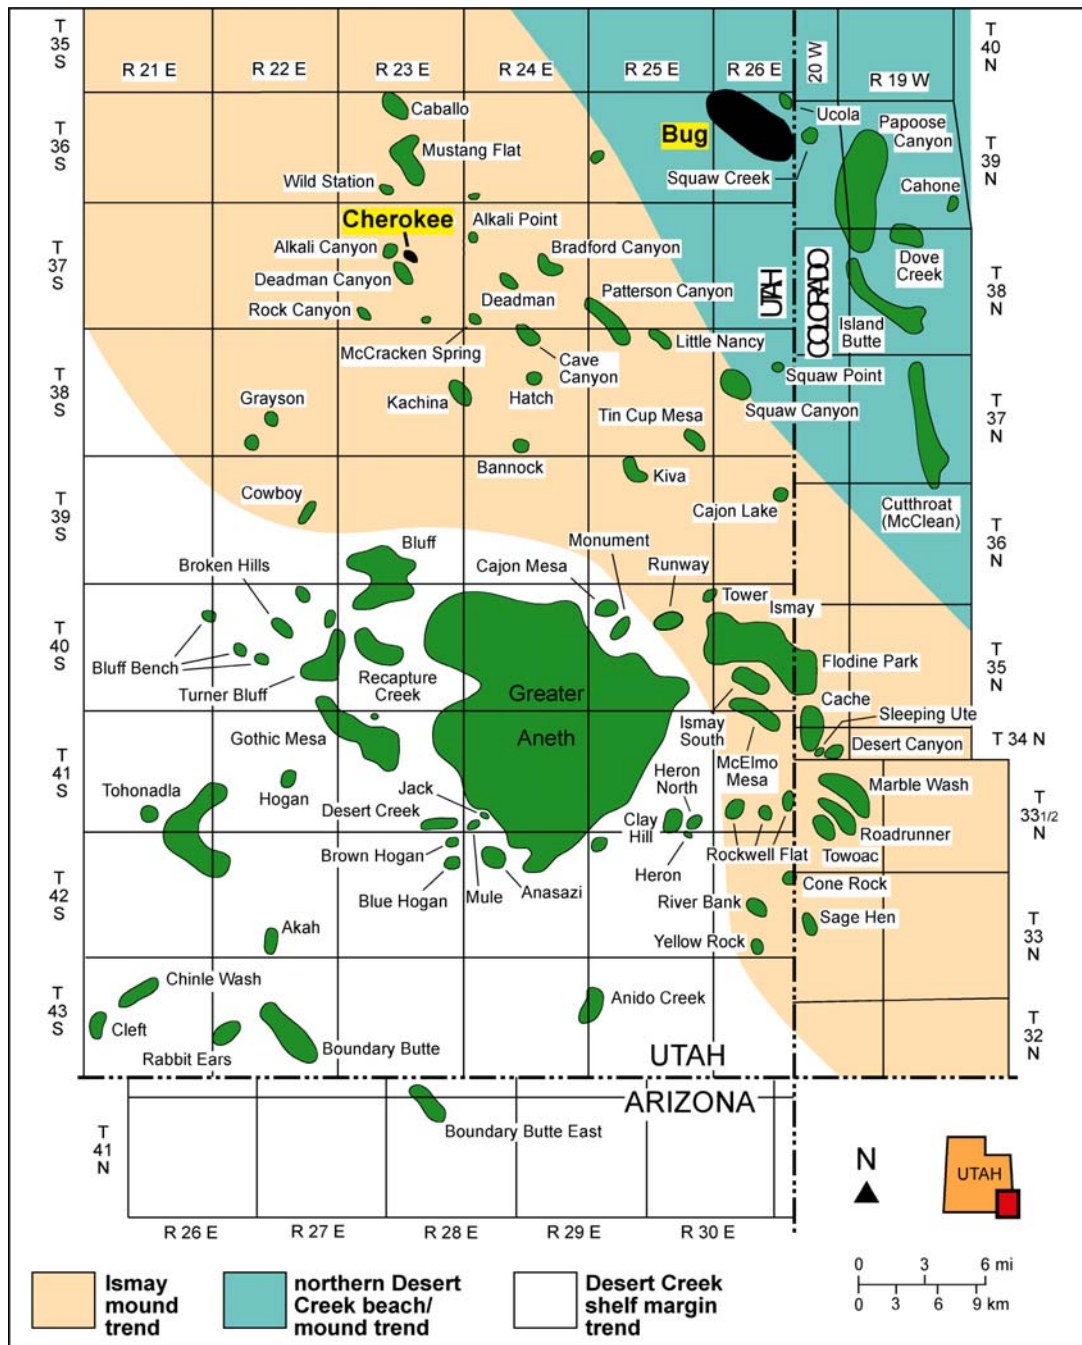 T
35
S
R 21 E
R 22 E
R 23 E
R 24 E
R 25 E
R 26 E
20 W
R 19 W
T
40
N
Caballo
Ucola
Papoose
Canyon
T
36
S
Mustang Flat
Bug
T
39
N
Wild Station
Squaw Creek
Cahone
Cherokee
Alkali Point
Alkali Canyon
Bradford Canyon
T
37
S
Deadman Canyon
Deadman
Patterson Canyon
UTAH
COLORADO
Dove
Creek
T
38
N
Rock Canyon
McCracken Spring
Little Nancy
Island
Butte
Cave
Canyon
T
38
S
Grayson
Kachina
Hatch
Squaw Point
Squaw Canyon
Tin Cup Mesa
T
37
N
Bannock
Kiva
Cowboy
T
39
S
Cajon Lake
Cutthroat
(McClean)
T
36
N
Monument
Bluff
Broken Hills
Cajon Mesa
Runway
Tower
Ismay
T
40
S
Bluff Bench
Turner Bluff
Recapture
Creek
Greater
Aneth
Flodine Park
T
35
N
Cache
Ismay
South
Sleeping Ute
Gothic Mesa
McElmo
Mesa
Desert Canyon
T 34 N
T
41
S
Tohonadla
Hogan
Jack
Desert Creek
Heron
North
Marble Wash
T
33 1/2
N
Clay
Hill
Roadrunner
Brown Hogan
Rockwell Flat
Towoac
Blue Hogan
Mule
Anasazi
Heron
Cone Rock
T
42
S
River Bank
Sage Hen
T
33
N
Akah
Yellow Rock
Chinle Wash
T
43
S
Cleft
Anido Creek
Rabbit Ears
Boundary Butte
T
32
N
UTAH
ARIZONA
T
41
N
Boundary Butte East
N
UTAH
R 26 E
R 27 E
R 28 E
R 29 E
R 30 E
0 3 6 mi
0 3 6 9 km
Ismay
mound
trend
northern Desert
Creek beach/
mound trend
Desert Creek
shelf margin
trend